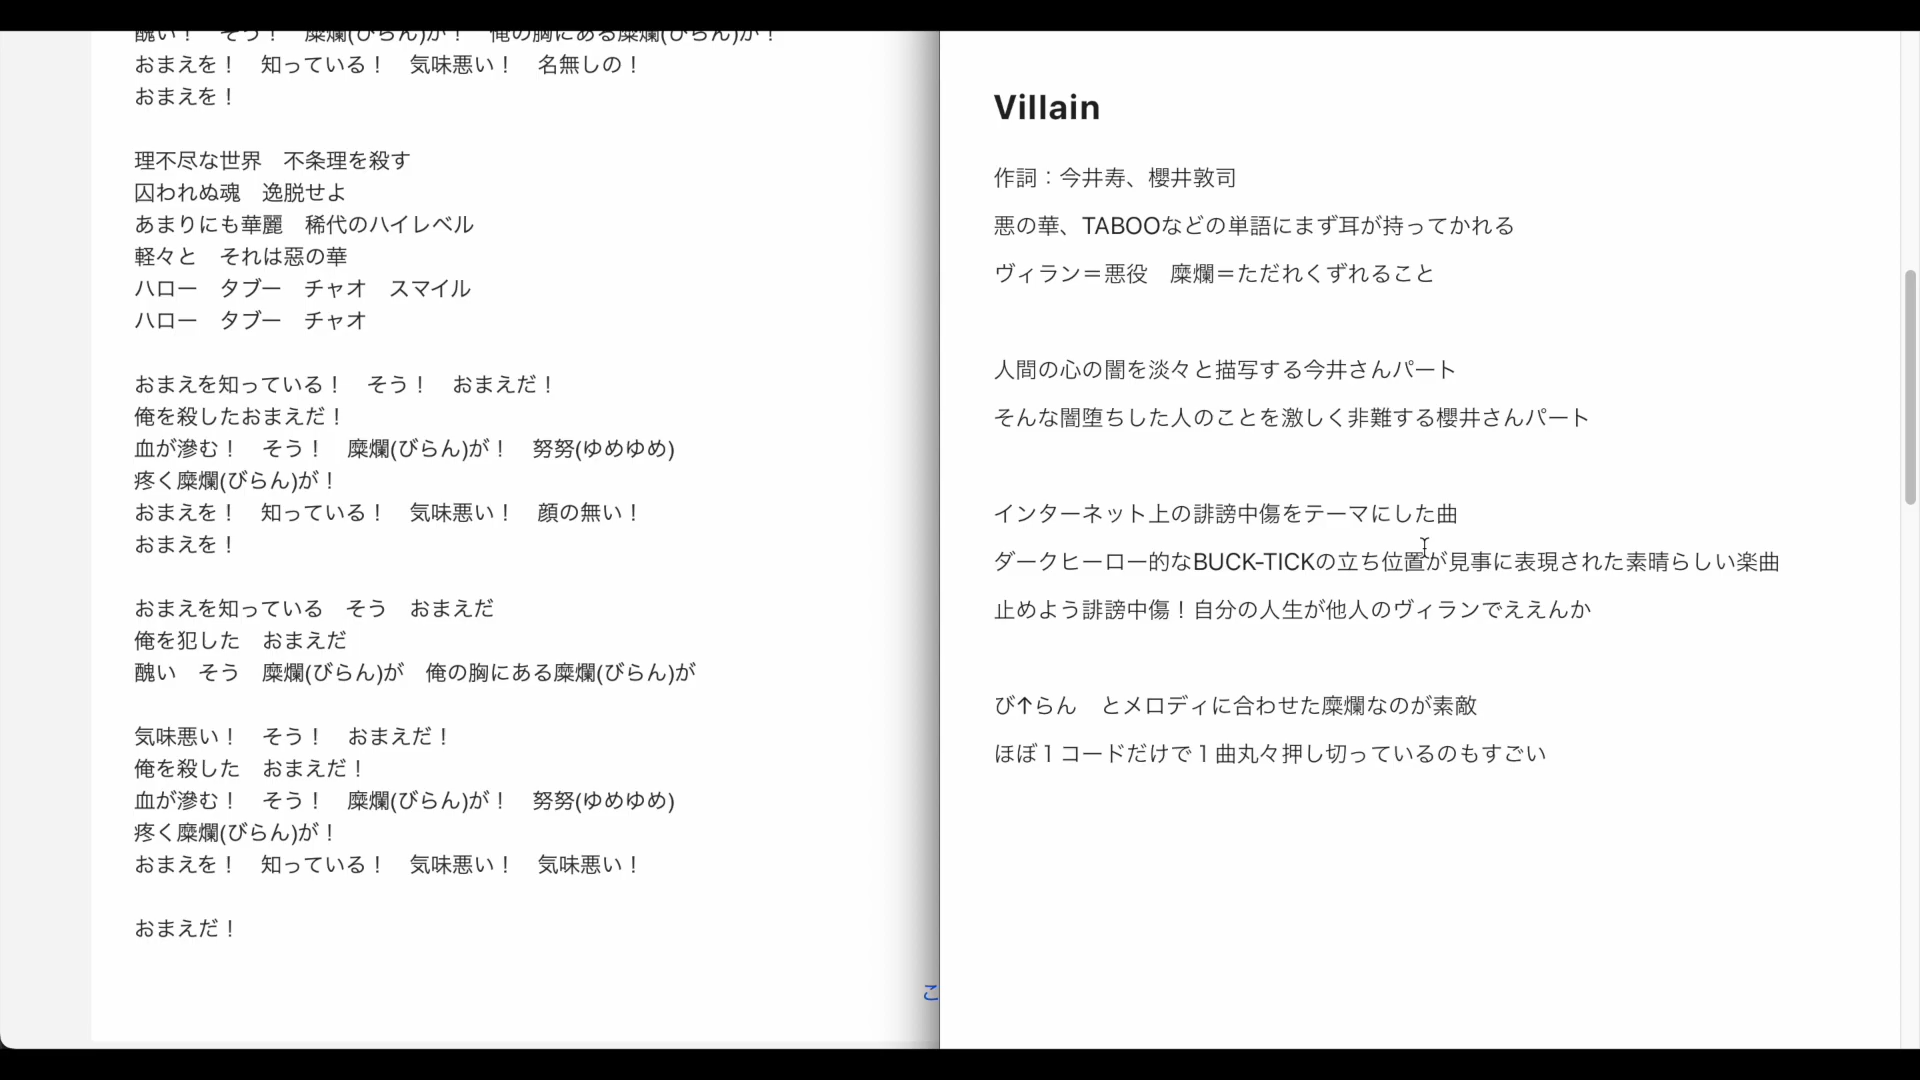 醜い！　そう！　糜爛(びらん)が！　俺の胸にある糜爛(びらん)が！
おまえを！　知っている！　気味悪い！　名無しの！
おまえを！
理不尽な世界　不条理を殺す
囚われぬ魂　逸脱せよ
あまりにも華麗　稀代のハイレベル
軽々と　それは惡の華
ハロー　タブー　チャオ　スマイル
ハロー　タブー　チャオ
おまえを知っている！　そう！　おまえだ！
俺を殺したおまえだ！
血が滲む！　そう！　糜爛(びらん)が！　努努(ゆめゆめ)
疼く糜爛(びらん)が！
おまえを！　知っている！　気味悪い！　顔の無い！
おまえを！
おまえを知っている　そう　おまえだ
俺を犯した　おまえだ
醜い　そう　糜爛(びらん)が　俺の胸にある糜爛(びらん)が
気味悪い！　そう！　おまえだ！
俺を殺した　おまえだ！
血が滲む！　そう！　糜爛(びらん)が！　努努(ゆめゆめ)
疼く糜爛(びらん)が！
おまえを！　知っている！　気味悪い！　気味悪い！
おまえだ！
こ
Villain
作詞：今井寿、櫻井敦司
悪の華、TABOOなどの単語にまず耳が持ってかれる
ヴィラン＝悪役　糜爛＝ただれくずれること
人間の心の闇を淡々と描写する今井さんパート
そんな闇堕ちした人のことを激しく非難する櫻井さんパート
インターネット上の誹謗中傷をテーマにした曲
ダークヒーロー的なBUCK-TICKの立ち位置が見事に表現された素晴らしい楽曲
止めよう誹謗中傷！自分の人生が他人のヴィランでええんか
び↑らん　とメロディに合わせた糜爛なのが素敵
ほぼ１コードだけで１曲丸々押し切っているのもすごい